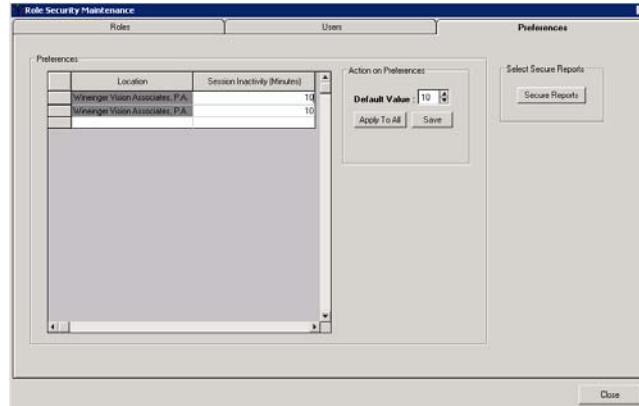 Role Security Maintenance
Roles
Users
Preferences
Preferences
Location
Session Inactivity (Minutes)
Wineinger Vision Associates, P.A.
10
Wineinger Vision Associates, P.A.
10
Action on Preferences
Default Value : 10
Apply To All
Save
Select Secure Reports
Secure Reports
Close